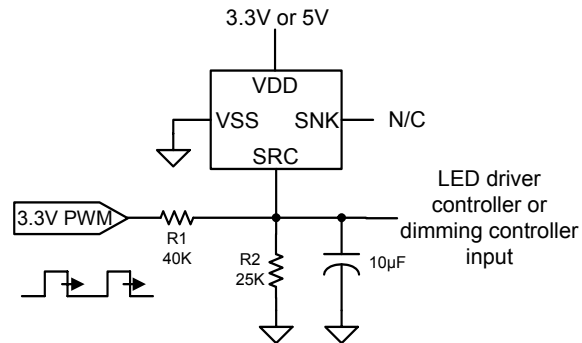 3.3V or 5V
VDD
VSS
SNK
N/C
SRC
3.3V PWM
R1
40K
R2
25K
10µF
LED driver
controller or
dimming controller
input